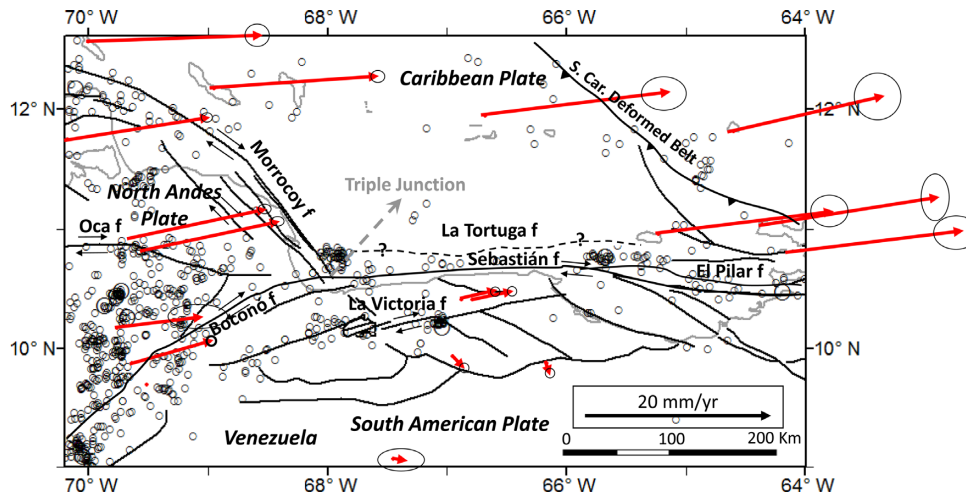 70° W
68° W
66° W
64° W
Caribbean Plate
S. Car. Deformed Belt
12° N
12° N
Morrocoy f
North Andes
Plate
Triple Junction
Oca f
La Tortuga f
?
?
Sebastián f
El Pilar f
Boconó f
La Victoria f
10° N
10° N
20 mm/yr
South American Plate
Venezuela
0
100
200 Km
70° W
68° W
66° W
64° W